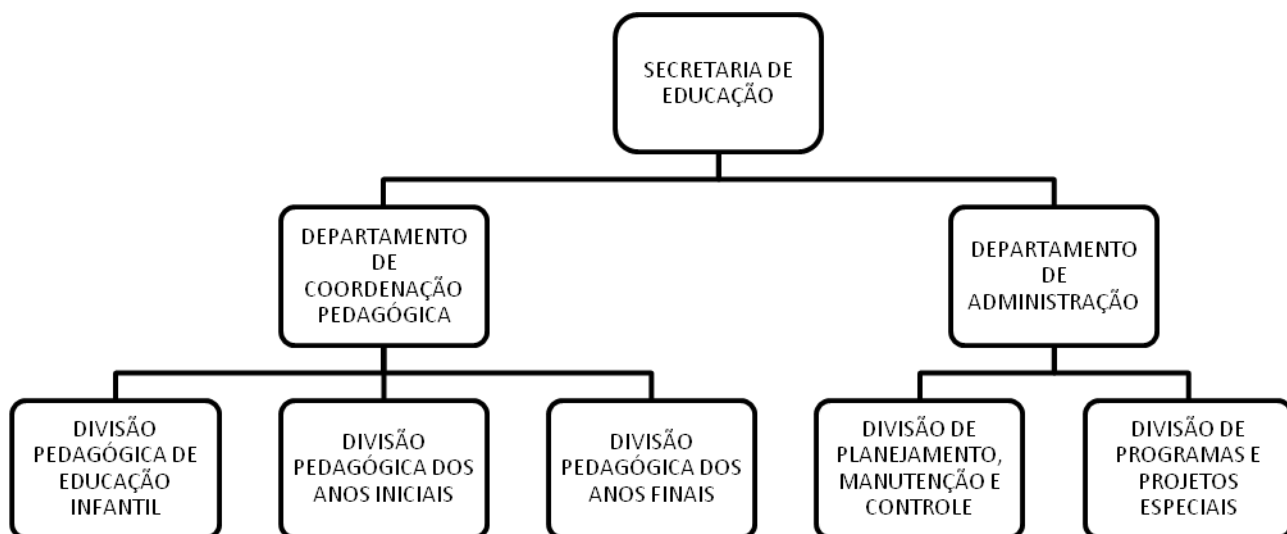 SECRETARIA DE
EDUCAÇÃO
DEPARTAMENTO
DE
COORDENAÇÃO
PEDAGÓGICA
DEPARTAMENTO
DE
ADMINISTRAÇÃO
DIVISÃO
PEDAGÓGICA DE
EDUCAÇÃO
INFANTIL
DIVISÃO
PEDAGÓGICA DOS
ANOS INICIAIS
DIVISÃO
PEDAGÓGICA DOS
ANOS FINAIS
DIVISÃO DE
PLANEJAMENTO,
MANUTENÇÃO E
CONTROLE
DIVISÃO DE
PROGRAMAS E
PROJETOS
ESPECIAIS